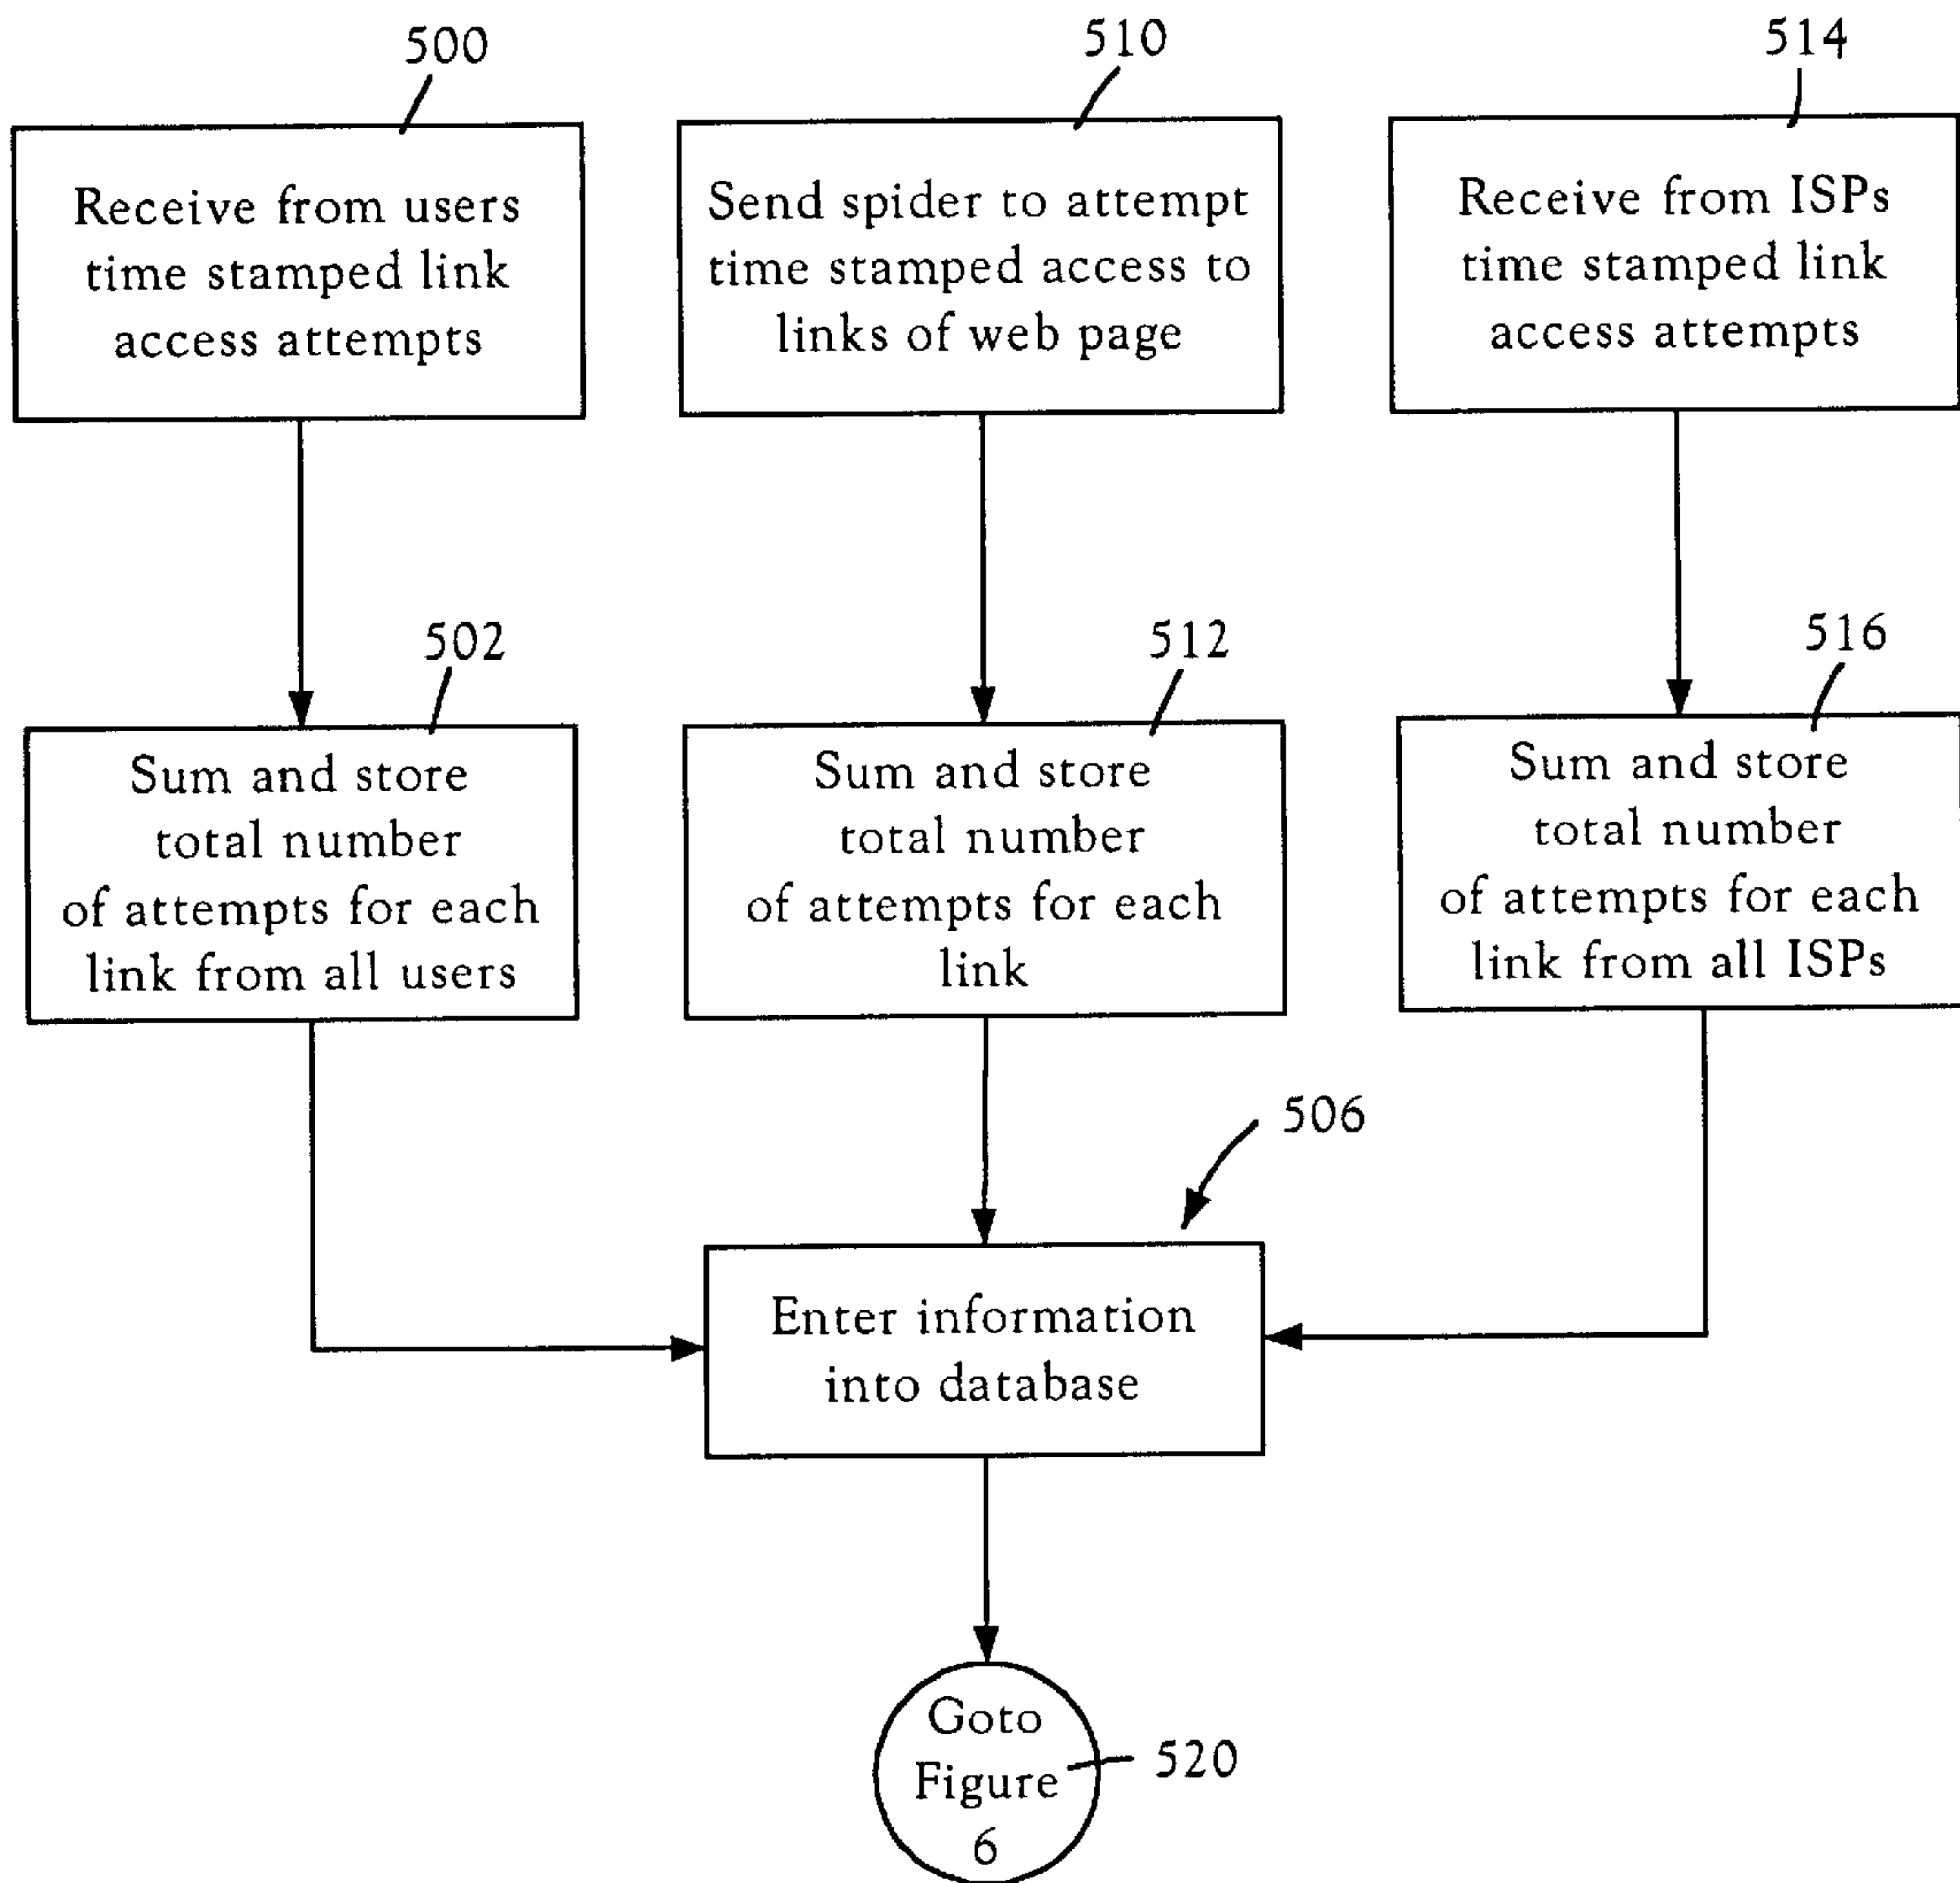 500
Receive from users
time stamped link
access attempts
510
Send spider to attempt
time stamped access to
links of web page
514
Receive from ISPs
time stamped link
access attempts
502
Sum and store
total number
of attempts for each
link from all users
512
Sum and store
total number
of attempts for each
link
516
Sum and store
total number
of attempts for each
link from all ISPs
506
Enter information
into database
Goto
Figure
6
520